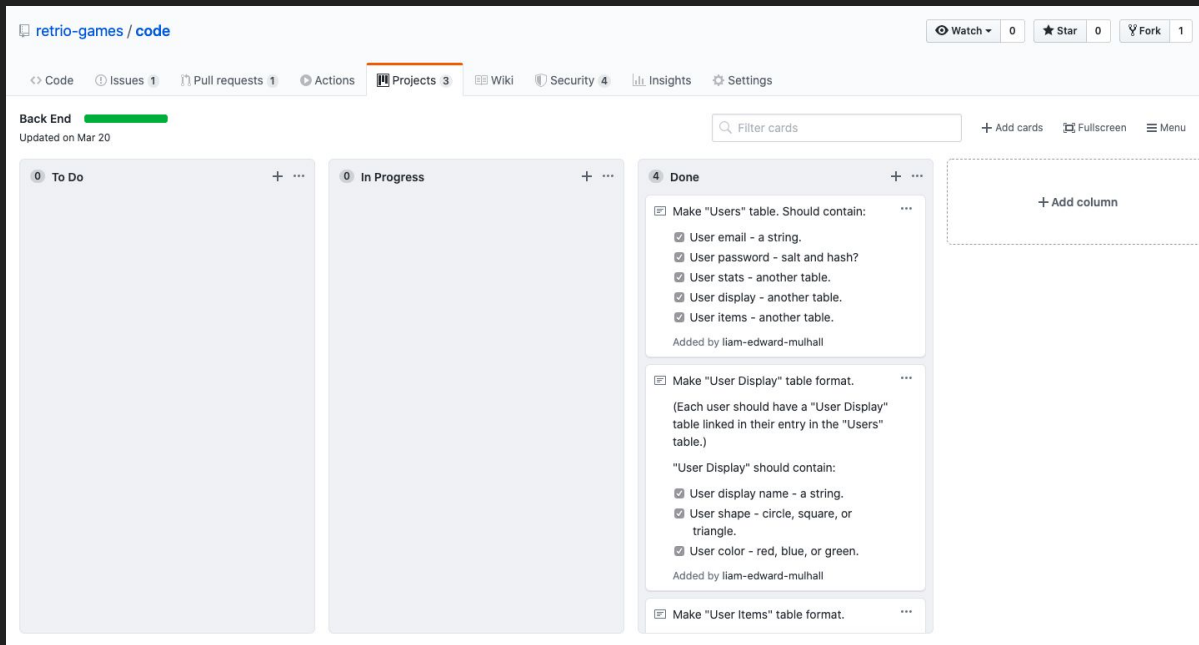 retrio-games / code
Watch 0 Star 0 Fork 1
Code Issues 1 Pull requests 1 Actions Projects 3 Wiki Security 4 Insights Settings
Back End
Updated on Mar 20
Filter cards
+ Add cards Fullscreen Menu
0 To Do
0 In Progress
4 Done
Make "Users" table. Should contain:
User email - a string.
User password - salt and hash?
User stats - another table.
User display - another table.
User items - another table.
Added by liam-edward-mulhall
Make "User Display" table format.
(Each user should have a "User Display"
table linked in their entry in the "Users"
table.)
"User Display" should contain:
User display name - a string.
User shape - circle, square, or
triangle.
User color - red, blue, or green.
Added by liam-edward-mulhall
Make "User Items" table format.
+ Add column